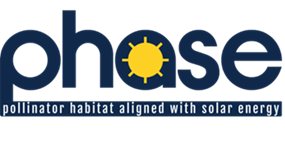 phase
pollinator habitat aligned with solar energy